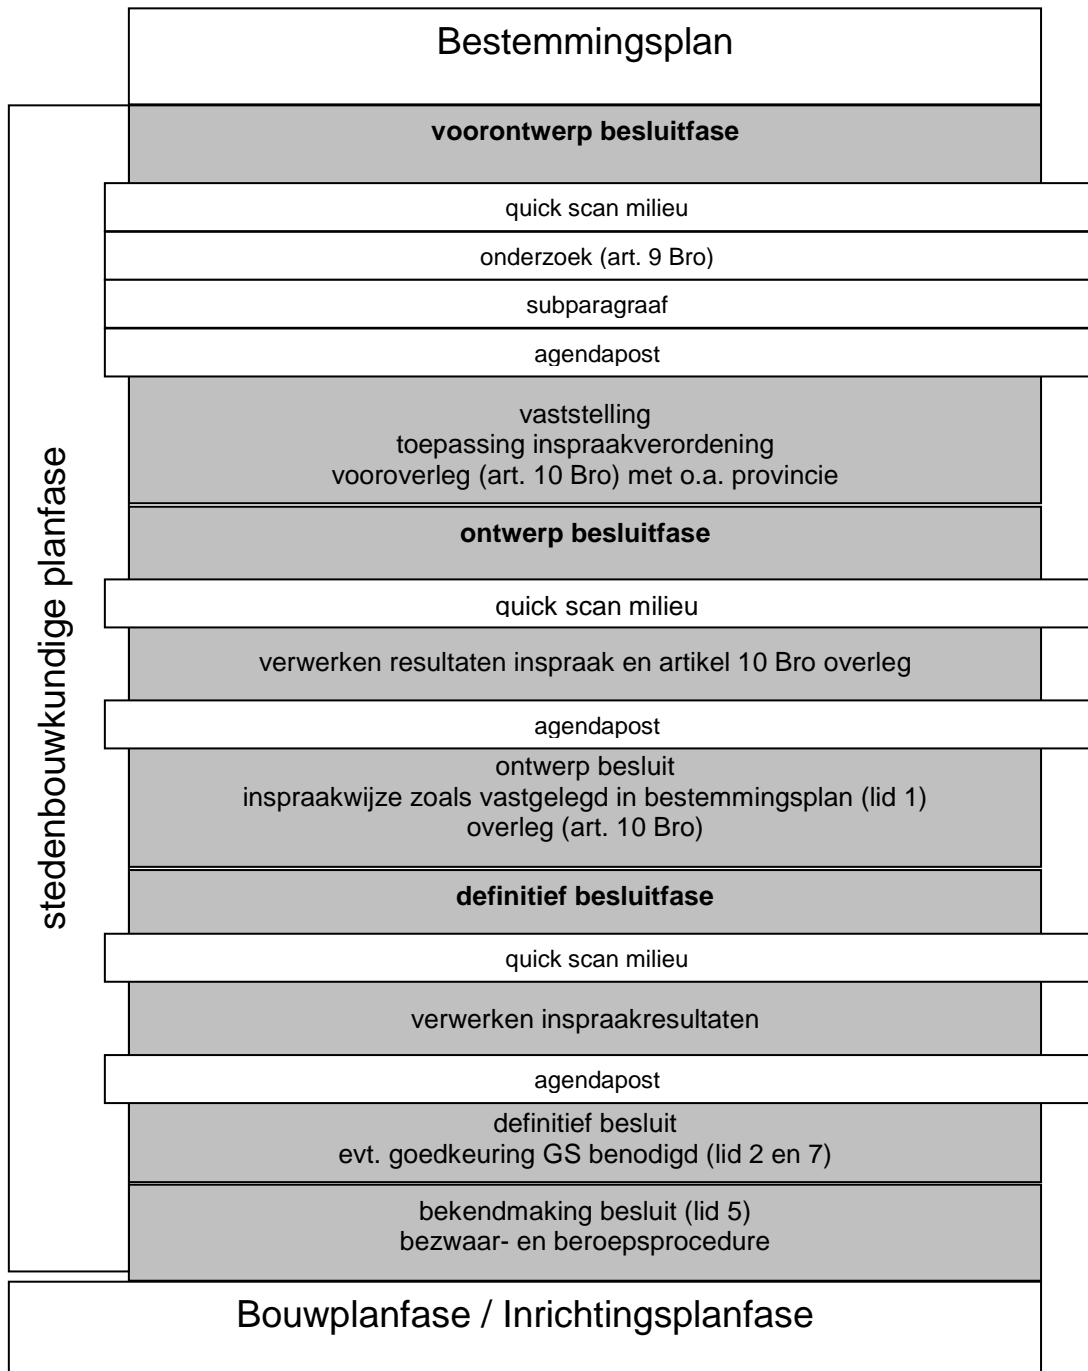 Bestemmingsplan
stedenbouwkundige planfase
voorontwerp besluitfase
quick scan milieu
onderzoek (art. 9 Bro)
subparagraaf
agendapost
vaststelling
toepassing inspraakverordening
vooroverleg (art. 10 Bro) met o.a. provincie
ontwerp besluitfase
quick scan milieu
verwerken resultaten inspraak en artikel 10 Bro overleg
agendapost
ontwerp besluit
inspraakwijze zoals vastgelegd in bestemmingsplan (lid 1)
overleg (art. 10 Bro)
definitief besluitfase
quick scan milieu
verwerken inspraakresultaten
agendapost
definitief besluit
evt. goedkeuring GS benodigd (lid 2 en 7)
bekendmaking besluit (lid 5)
bezwaar- en beroepsprocedure
Bouwplanfase / Inrichtingsplanfase